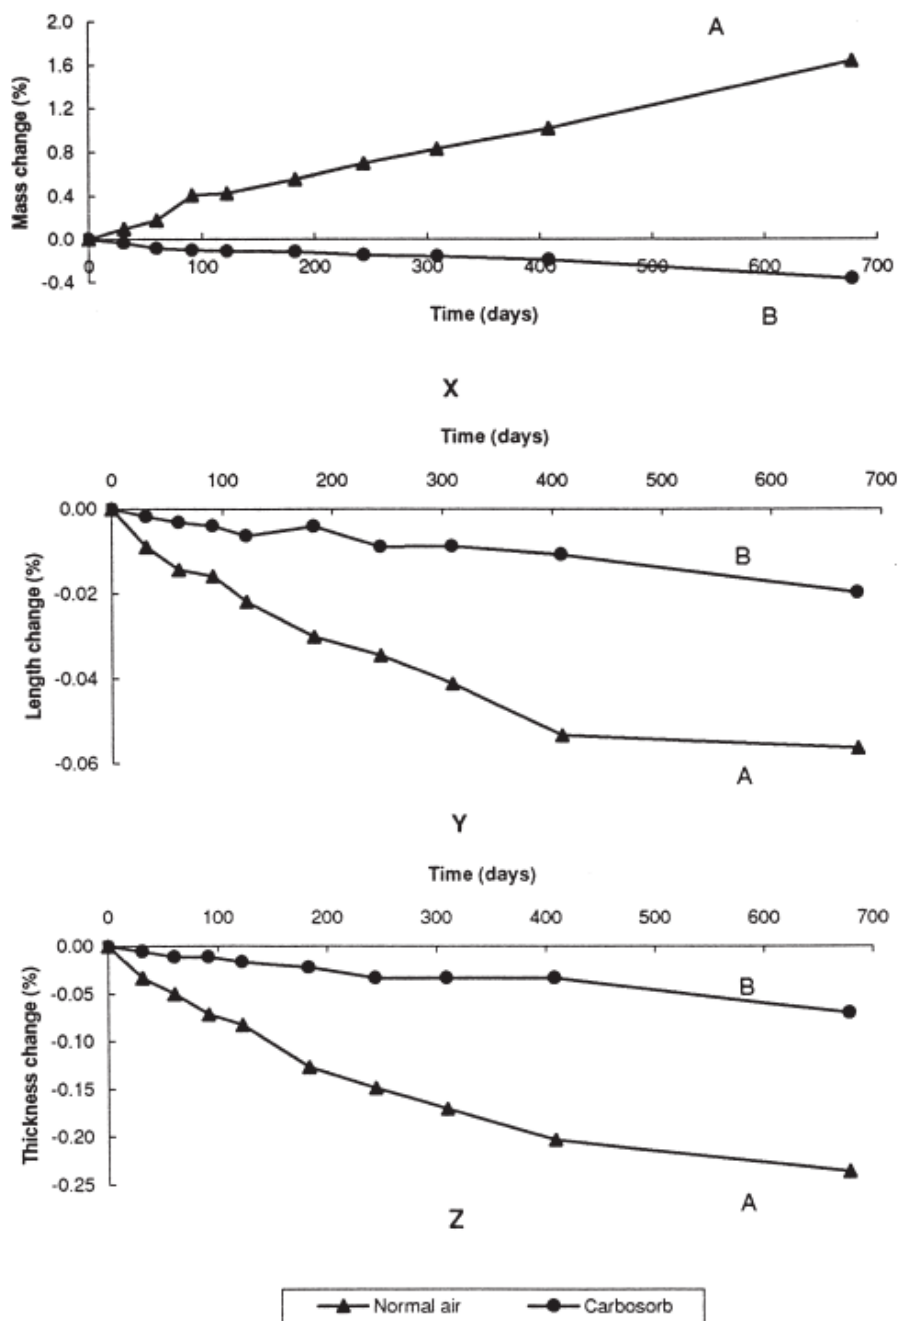 2.0
A
1.6
1.2
0.8
0.4
0.0
0 100 200 300 400 500 600 700
-0.4
Mass change (%)
Time (days)
B
X
Time (days)
0 100 200 300 400 500 600 700
0.00
B
-0.02
-0.04
-0.06
Length change (%)
A
Y
Time (days)
0 100 200 300 400 500 600 700
0.00
B
-0.05
-0.10
-0.15
-0.20
-0.25
Thickness change (%)
A
Z
Normal air Carbosorb